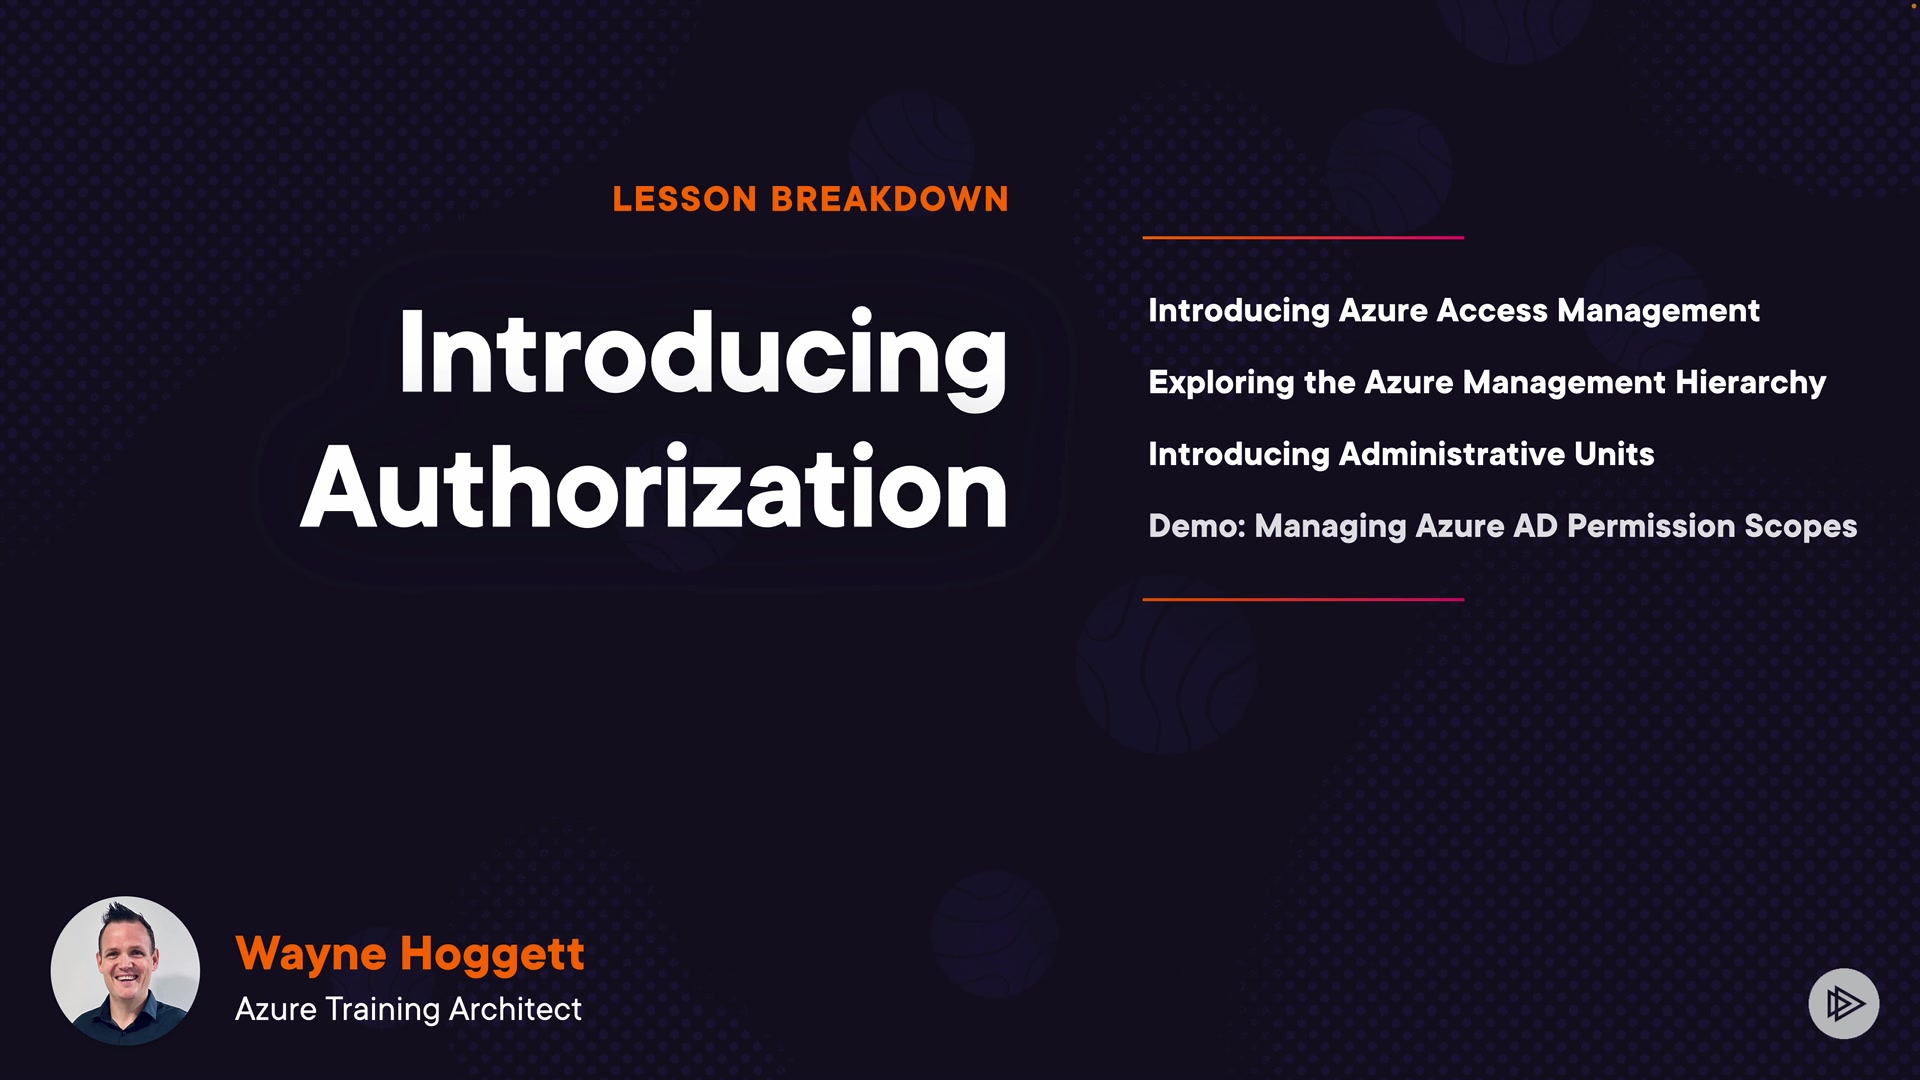 LESSON BREAKDOWN
Introducing
Authorization
Introducing Azure Access Management
Exploring the Azure Management Hierarchy
Introducing Administrative Units
Demo: Managing Azure AD Permission Scopes
Wayne Hoggett
Azure Training Architect